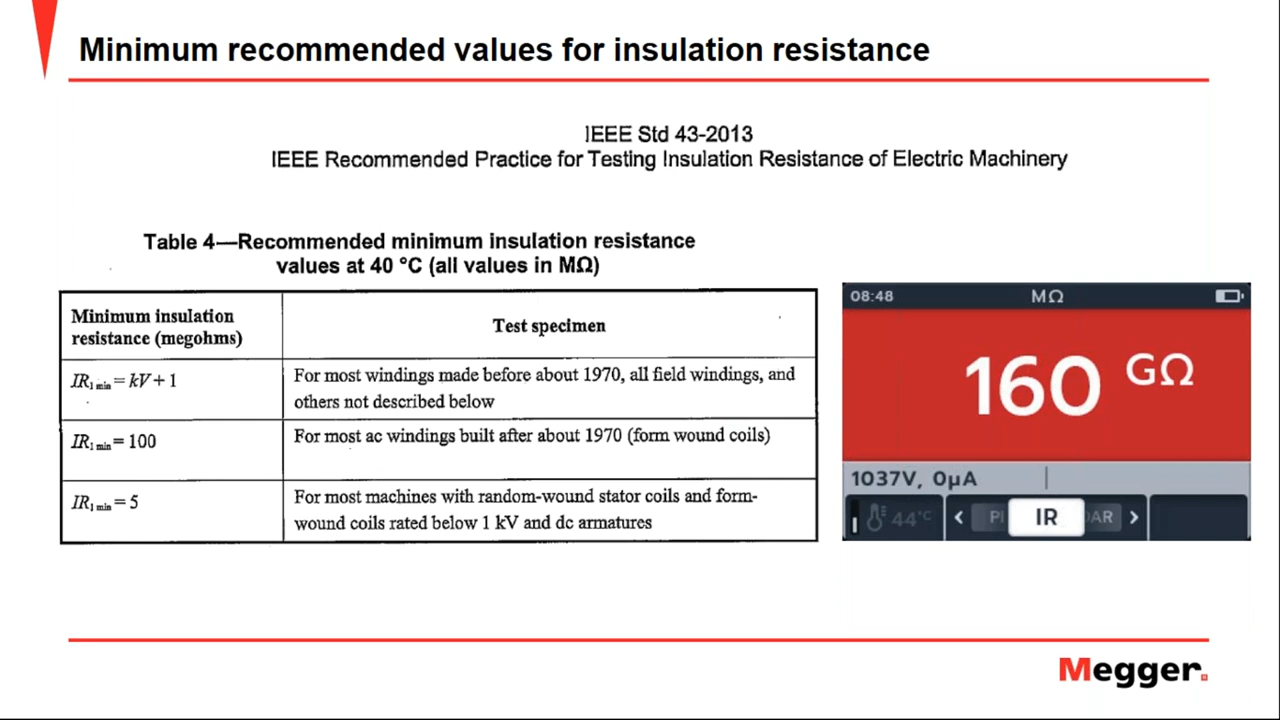 Minimum recommended values for insulation resistance
IEEE Std 43-2013
IEEE Recommended Practice for Testing Insulation Resistance of Electric Machinery
Table 4—Recommended minimum insulation resistance
values at 40 °C (all values in MΩ)
Minimum insulation
resistance (megohms)
Test specimen
IR1 min = kV + 1
For most windings made before about 1970, all field windings, and
others not described below
IR1 min = 100
For most ac windings built after about 1970 (form wound coils)
IR1 min = 5
For most machines with random-wound stator coils and form-
wound coils rated below 1 kV and dc armatures
08:48
MΩ
160 GΩ
1037V, 0µA
44°C
< PI IR DAR >
Megger.